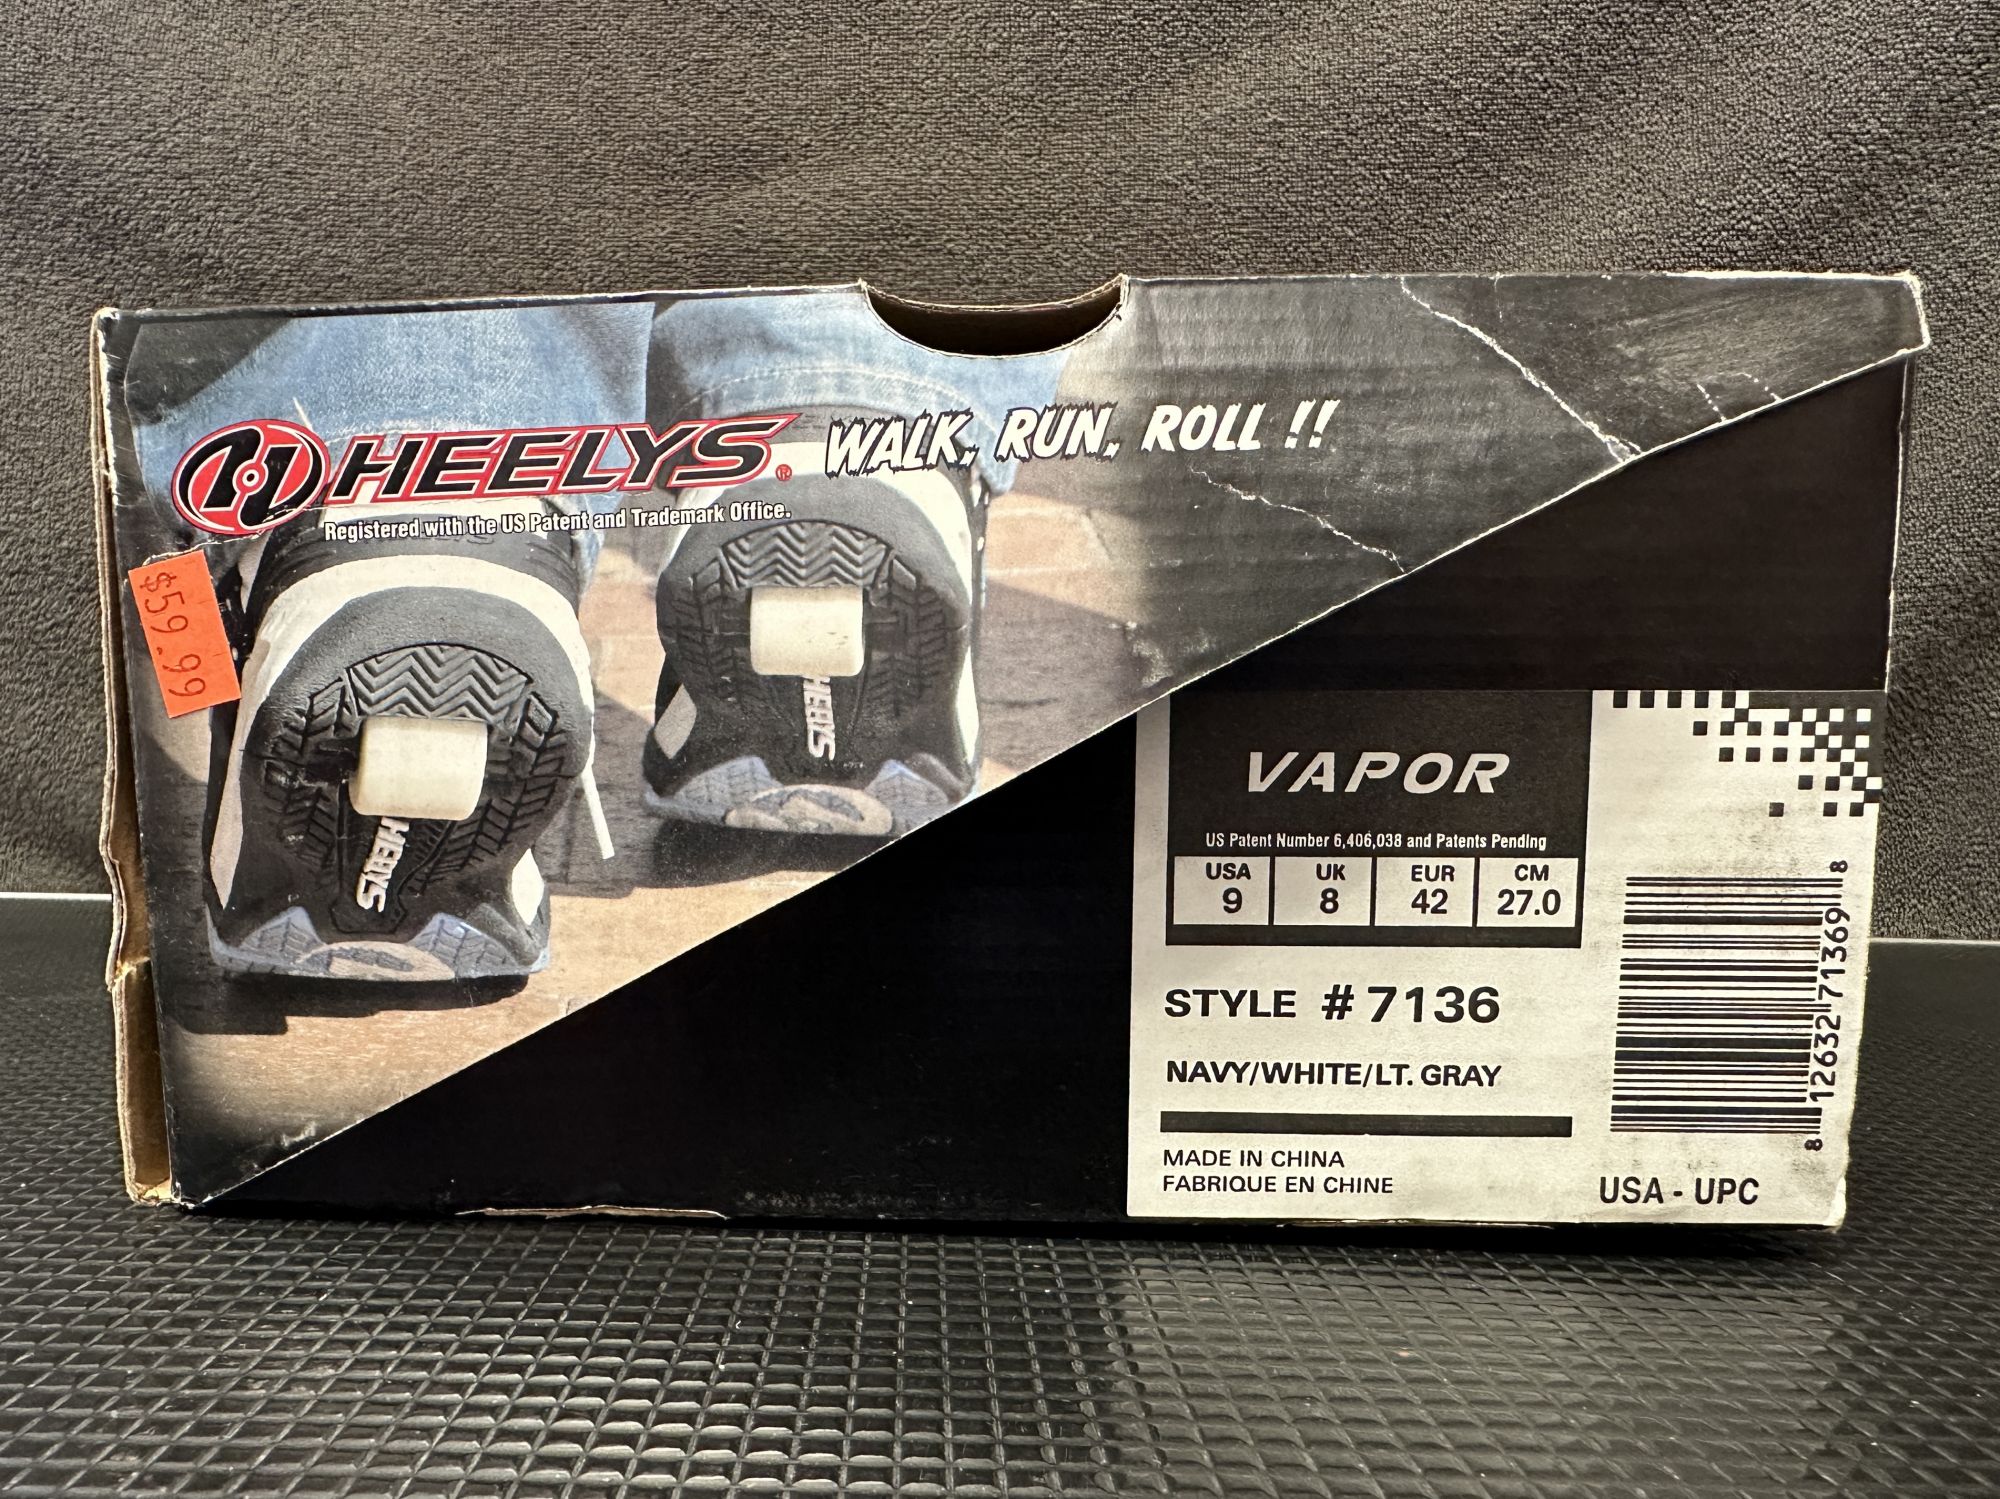 HEELYS®
WALK, RUN, ROLL !!
Registered with the US Patent and Trademark Office.
$59.99
HEELYS
HEELYS
VAPOR
US Patent Number 6,406,038 and Patents Pending
USA UK EUR CM
9 8 42 27.0
STYLE #7136
NAVY/WHITE/LT. GRAY
MADE IN CHINA
FABRIQUE EN CHINE
8 12632 71369 8
USA - UPC